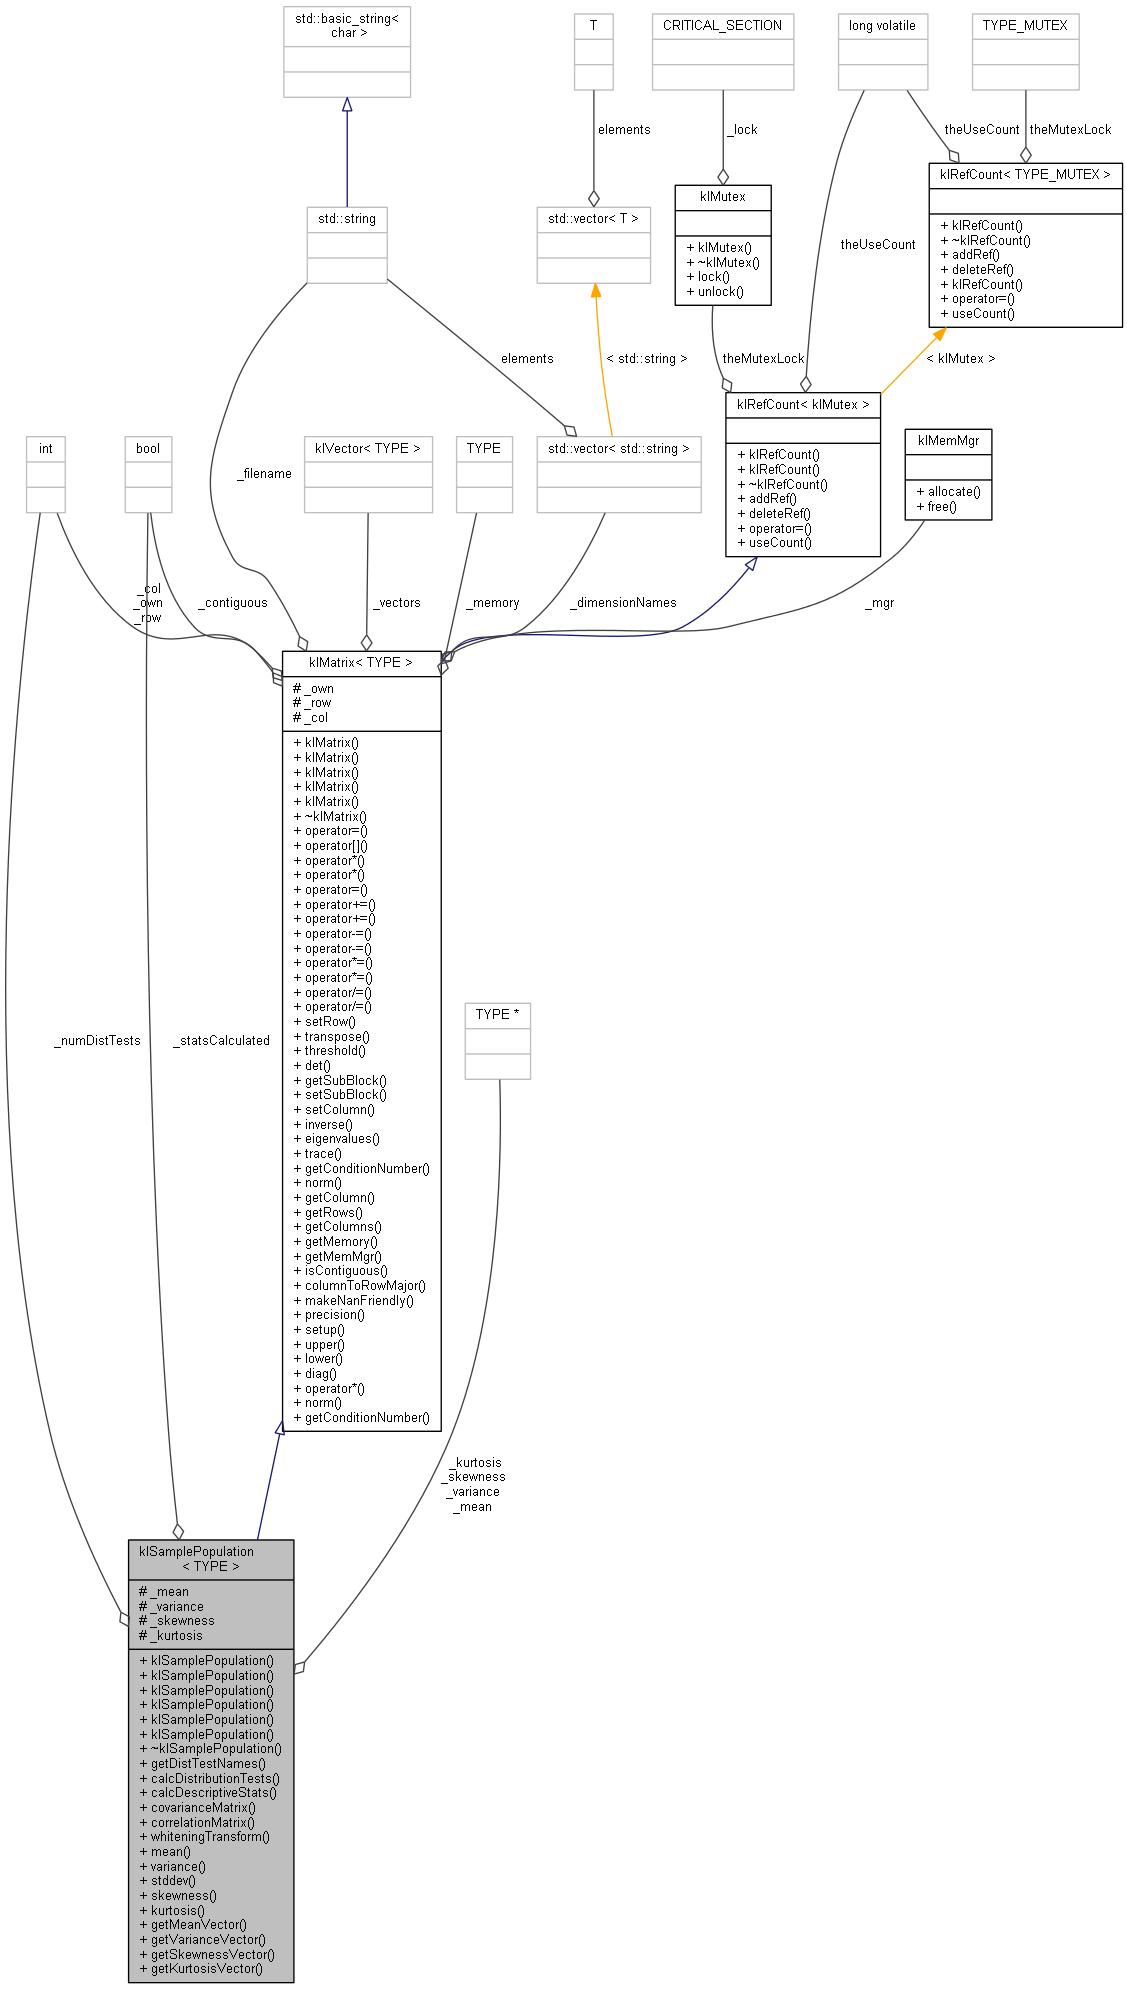 std::basic_string<
char >
T
CRITICAL_SECTION
long volatile
TYPE_MUTEX
elements
_lock
theUseCount
theMutexLock
klRefCount< TYPE_MUTEX >
+ klRefCount()
+ ~klRefCount()
+ addRef()
+ deleteRef()
+ klRefCount()
+ operator=()
+ useCount()
klMutex
+ klMutex()
+ ~klMutex()
+ lock()
+ unlock()
std::string
std::vector< T >
theUseCount
elements
< std::string >
theMutexLock
< klMutex >
klRefCount< klMutex >
+ klRefCount()
+ klRefCount()
+ ~klRefCount()
+ addRef()
+ deleteRef()
+ operator=()
+ useCount()
int
bool
_filename
klVector< TYPE >
TYPE
std::vector< std::string >
klMemMgr
+ allocate()
+ free()
_col
_own
_row
_contiguous
_vectors
_memory
_dimensionNames
_mgr
klMatrix< TYPE >
# _own
# _row
# _col
+ klMatrix()
+ klMatrix()
+ klMatrix()
+ klMatrix()
+ klMatrix()
+ ~klMatrix()
+ operator=()
+ operator[]()
+ operator*()
+ operator*()
+ operator=()
+ operator+=()
+ operator+=()
+ operator-=()
+ operator-=()
+ operator*=()
+ operator*=()
+ operator/=()
+ operator/=()
+ setRow()
+ transpose()
+ threshold()
+ det()
+ getSubBlock()
+ setSubBlock()
+ setColumn()
+ inverse()
+ eigenvalues()
+ trace()
+ getConditionNumber()
+ norm()
+ getColumn()
+ getRows()
+ getColumns()
+ getMemory()
+ getMemMgr()
+ isContiguous()
+ columnToRowMajor()
+ makeNanFriendly()
+ precision()
+ setup()
+ upper()
+ lower()
+ diag()
+ operator*()
+ norm()
+ getConditionNumber()
TYPE *
_numDistTests
_statsCalculated
_kurtosis
_skewness
_variance
_mean
klSamplePopulation
< TYPE >
# _mean
# _variance
# _skewness
# _kurtosis
+ klSamplePopulation()
+ klSamplePopulation()
+ klSamplePopulation()
+ klSamplePopulation()
+ klSamplePopulation()
+ klSamplePopulation()
+ ~klSamplePopulation()
+ getDistTestNames()
+ calcDistributionTests()
+ calcDescriptiveStats()
+ covarianceMatrix()
+ correlationMatrix()
+ whiteningTransform()
+ mean()
+ variance()
+ stddev()
+ skewness()
+ kurtosis()
+ getMeanVector()
+ getVarianceVector()
+ getSkewnessVector()
+ getKurtosisVector()